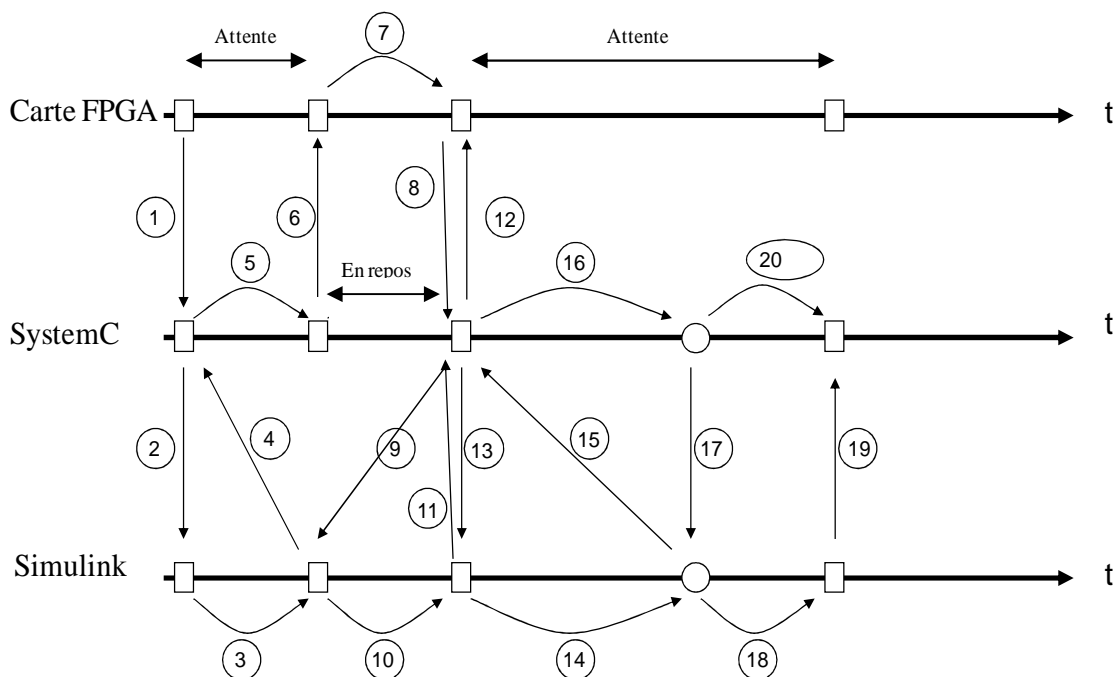 7
Attente
Attente
Carte FPGA
t
1
6
8
12
5
En repos
16
20
SystemC
t
2
4
9
13
15
17
19
11
Simulink
t
3
10
14
18